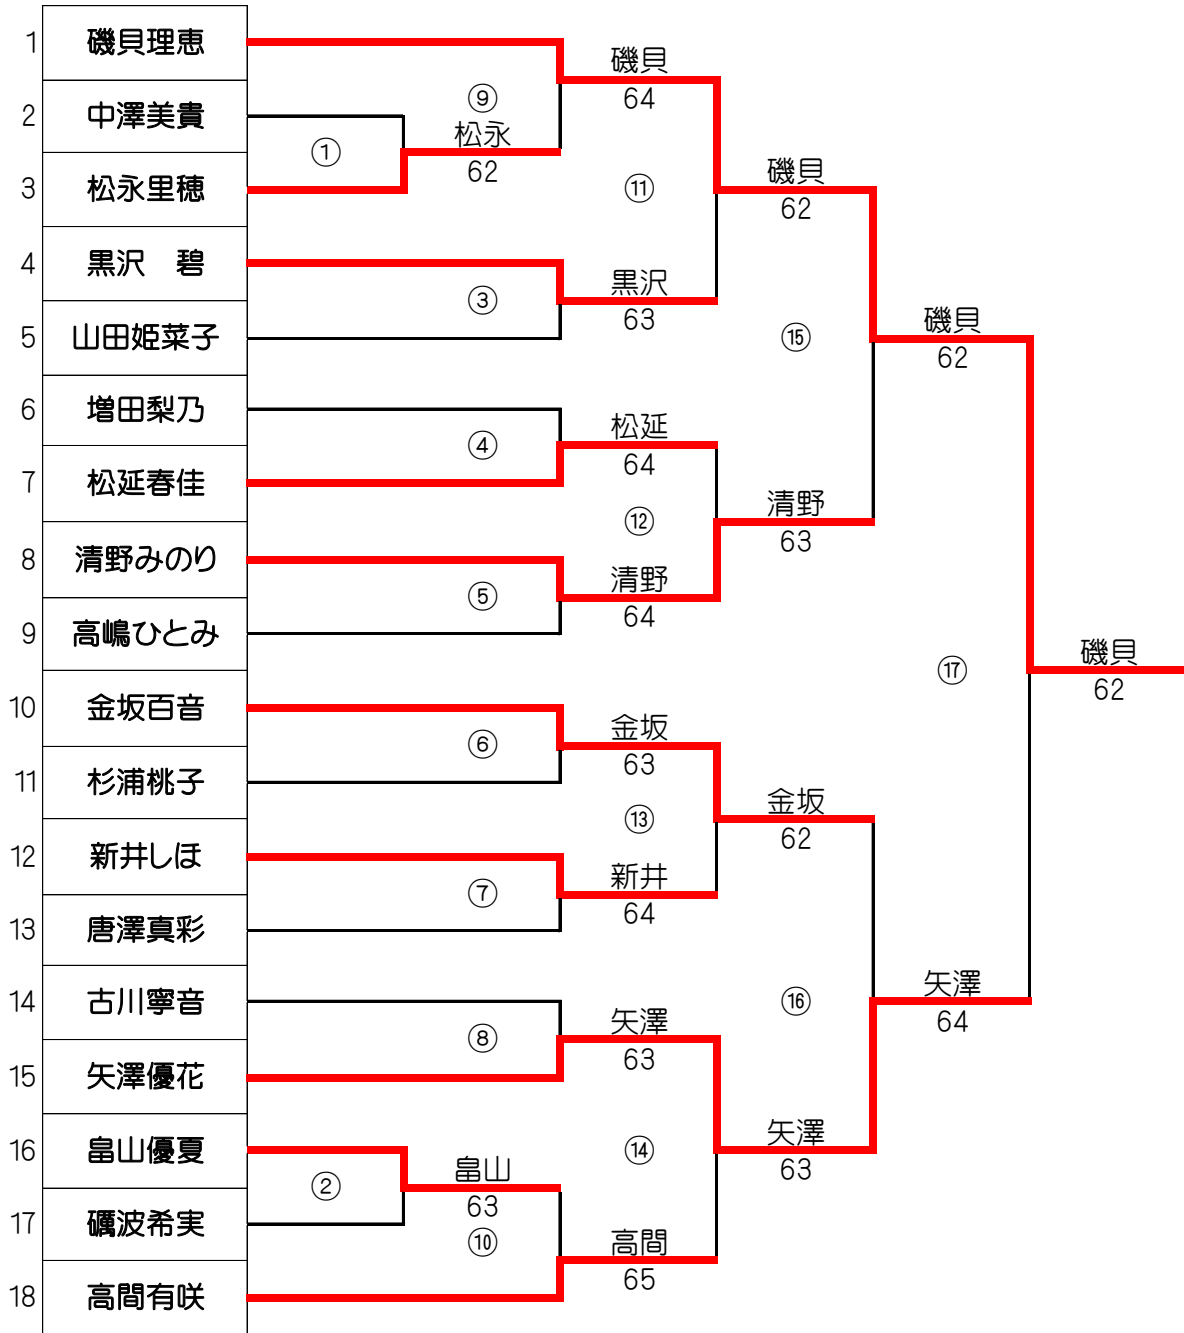 1 磯貝理恵
磯貝
64
2 中澤美貴
⑨
①
松永
62
3 松永里穂
⑪
磯貝
62
4 黒沢　碧
③
黒沢
63
5 山田姫菜子
⑮
磯貝
62
6 増田梨乃
④
松延
64
7 松延春佳
⑫
清野
63
8 清野みのり
⑤
清野
64
9 高嶋ひとみ
⑰
磯貝
62
10 金坂百音
⑥
金坂
63
11 杉浦桃子
⑬
金坂
62
12 新井しほ
⑦
新井
64
13 唐澤真彩
14 古川寧音
⑧
矢澤
63
⑯
矢澤
64
15 矢澤優花
16 畠山優夏
②
畠山
63
⑭
矢澤
63
17 礪波希実
⑩
高間
65
18 高間有咲